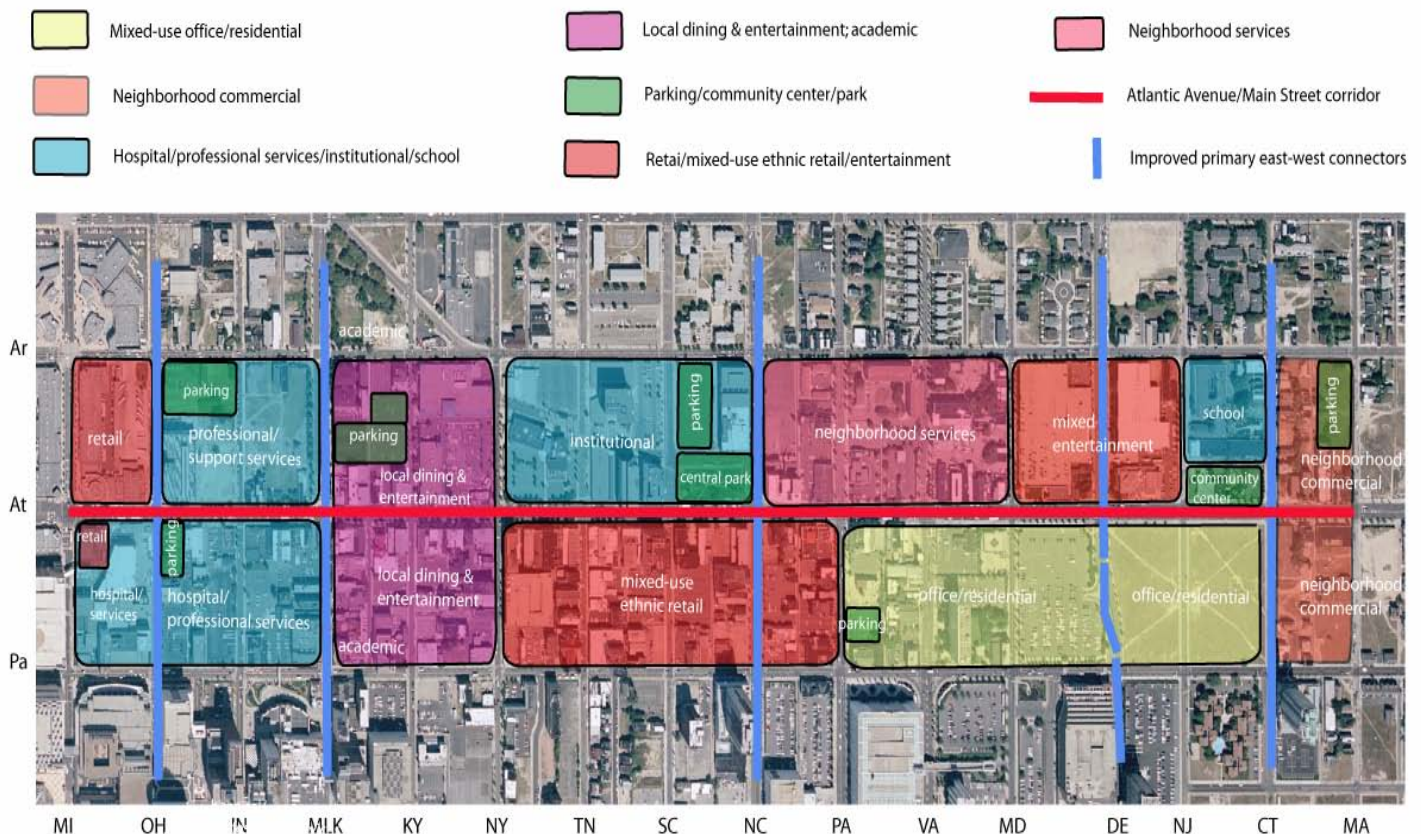 Mixed-use office/residential
Local dining & entertainment; academic
Neighborhood services
Neighborhood commercial
Parking/community center/park
Atlantic Avenue/Main Street corridor
Hospital/professional services/institutional/school
Retai/mixed-use ethnic retail/entertainment
Improved primary east-west connectors
academic
Ar
parking
parking
parking
school
retail
professional/
support services
parking
institutional
neighborhood services
mixed
entertainment
local dining &
entertainment
central park
community
center
neighborhood
commercial
At
retail
parking
hospital/
services
hospital/
professional services
local dining &
entertainment
mixed-use
ethnic retail
office/residential
office/residential
neighborhood
commercial
parking
academic
Pa
MI OH IN MLK KY NY TN SC NC PA VA MD DE NJ CT MA